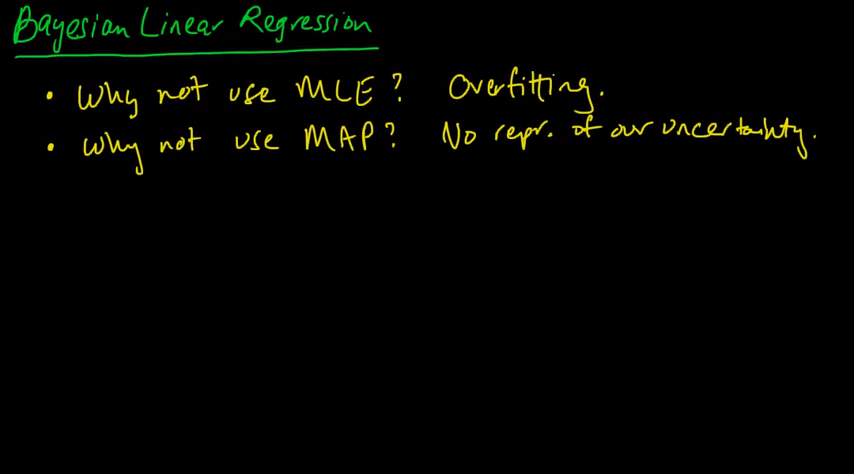 Bayesian Linear Regression
• Why not use MLE? Overfitting.
• Why not use MAP? No repr. of our uncertainty.